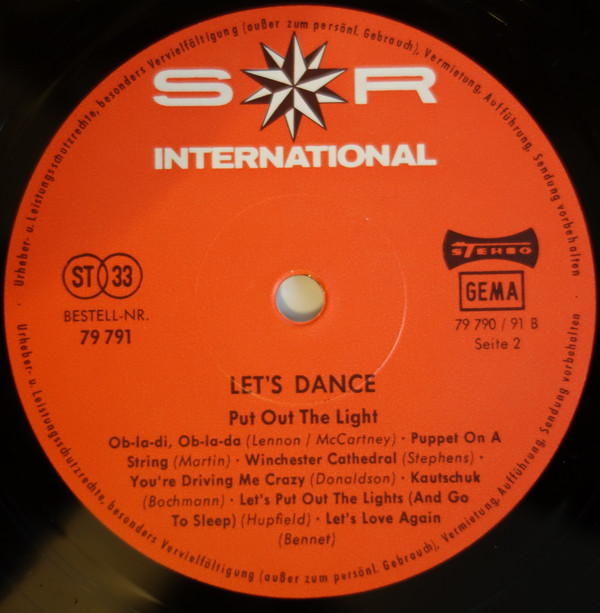 Urheber- u. Leistungsschutzrechte, besonders Vervielfältigung (außer zum persönl. Gebrauch), Vermietung, Aufführung, Sendung vorbehalten
S R
INTERNATIONAL
STEREO
ST 33
GEMA
BESTELL-NR.
79 791
79 790 / 91 B
Seite 2
LET'S DANCE
Put Out The Light
Ob-la-di, Ob-la-da (Lennon / McCartney) · Puppet On A
String (Martin) · Winchester Cathedral (Stephens) ·
You're Driving Me Crazy (Donaldson) · Kautschuk
(Bochmann) · Let's Put Out The Lights (And Go
To Sleep) (Hupfield) · Let's Love Again
(Bennet)
Urheber- u. Leistungsschutzrechte, besonders Vervielfältigung (außer zum persönl. Gebrauch), Vermietung, Aufführung, Sendung vorbehalten